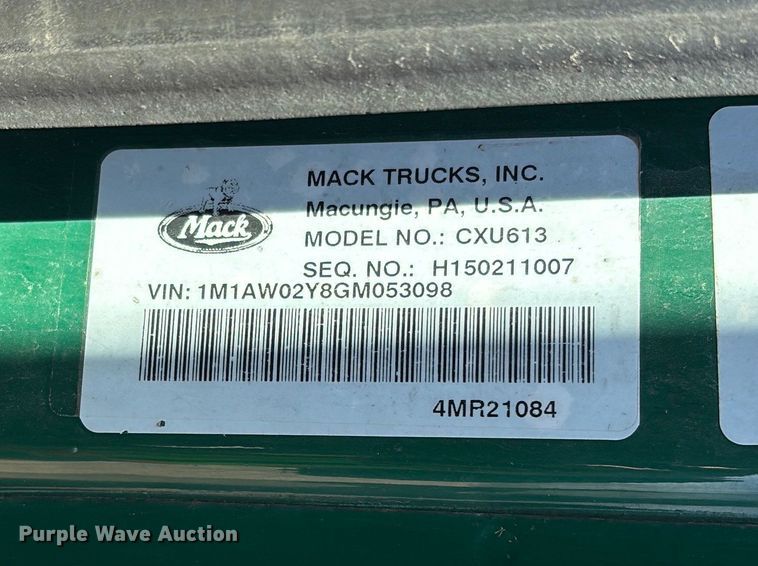 Mack
MACK TRUCKS, INC.
Macungie, PA, U.S.A.
MODEL NO.: CXU613
SEQ. NO.: H150211007
VIN: 1M1AW02Y8GM053098
4MR21084
Purple Wave Auction